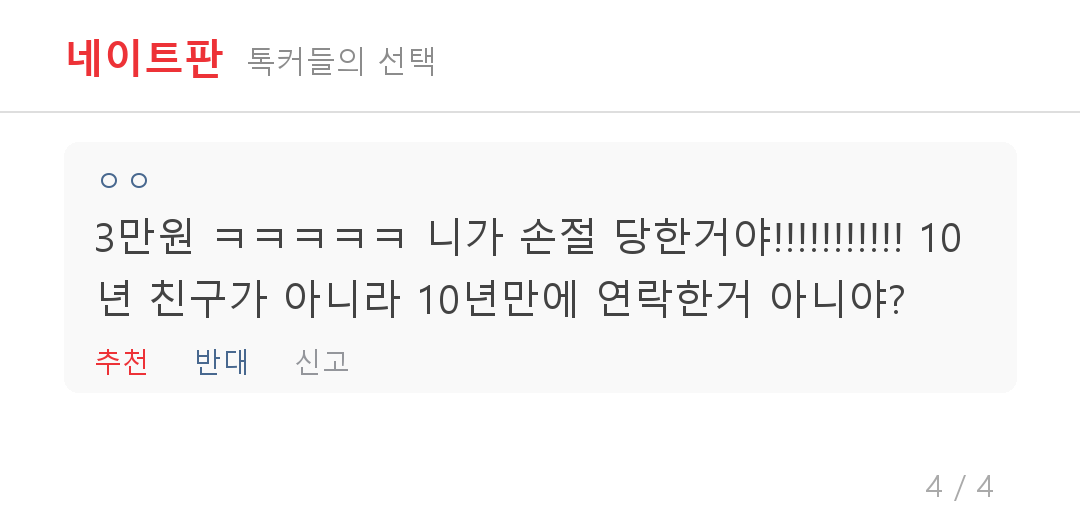 네이트판 톡커들의 선택
ㅇㅇ
3만원 ㅋㅋㅋㅋㅋ 니가 손절 당한거야!!!!!!!!!!! 10
년 친구가 아니라 10년만에 연락한거 아니야?
추천 반대 신고
4 / 4